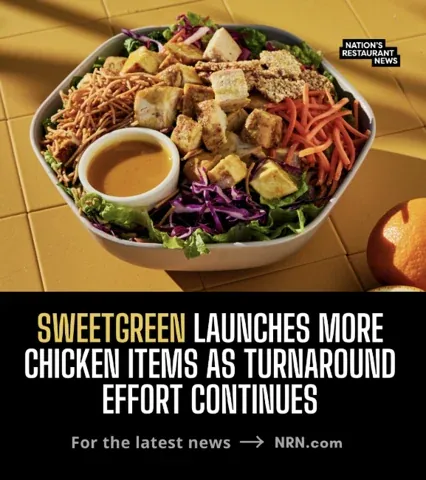 NATION'S
RESTAURANT
NEWS
SWEETGREEN LAUNCHES MORE
CHICKEN ITEMS AS TURNAROUND
EFFORT CONTINUES
For the latest news → NRN.com